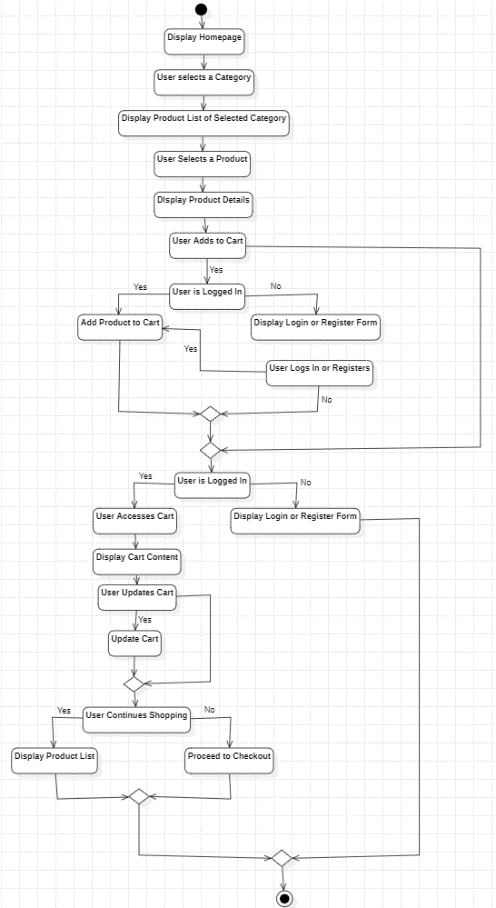 Display Homepage
User selects a Category
Display Product List of Selected Category
User Selects a Product
DIsplay Product Details
User Adds to Cart
Yes
Yes
User is Logged In
No
Add Product to Cart
Display Login or Register Form
Yes
User Logs In or Registers
No
Yes
User is Logged In
No
User Accesses Cart
Display Login or Register Form
Display Cart Content
User Updates Cart
Yes
Update Cart
Yes
User Continues Shopping
No
Display Product List
Proceed to Checkout